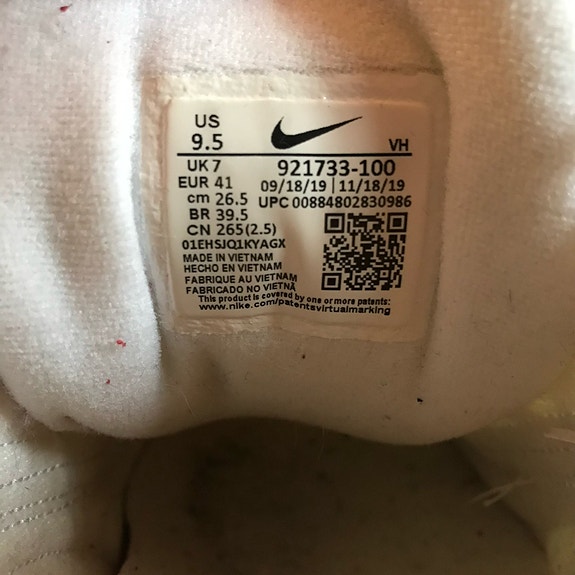 US
9.5
VH
UK 7 921733-100
EUR 41 09/18/19 | 11/18/19
cm 26.5 UPC 00884802830986
BR 39.5
CN 265(2.5)
01EHSJQ1KYAGX
MADE IN VIETNAM
HECHO EN VIETNAM
FABRIQUE AU VIETNAM
FABRICADO NO VIETNÃ
This product is covered by one or more patents:
www.nike.com/patentsvirtualmarking